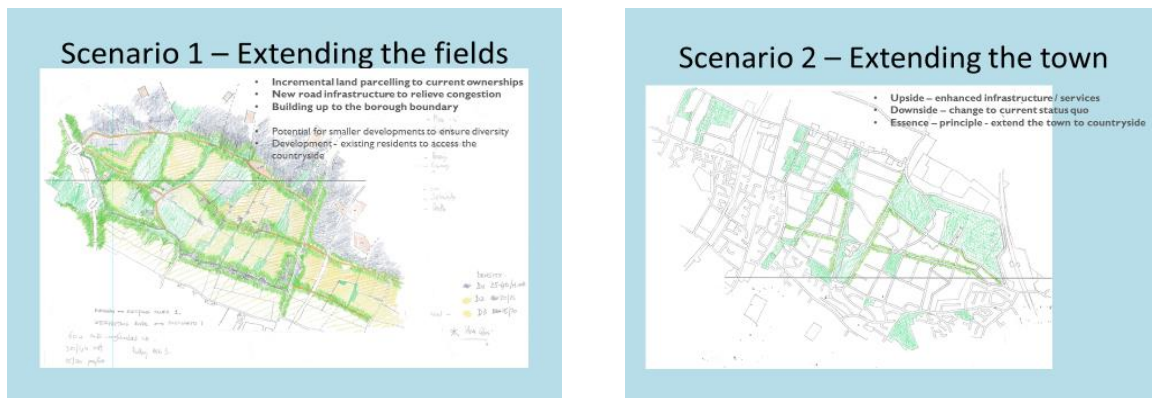 Scenario 1 – Extending the fields
• Incremental land parcelling to current ownerships
• New road infrastructure to relieve congestion
• Building up to the borough boundary
• Potential for smaller developments to ensure diversity
• Development - existing residents to access the
countryside
Scenario 2 – Extending the town
• Upside – enhanced infrastructure/ services
• Downside – change to current status quo
• Essence – principle - extend the town to countryside